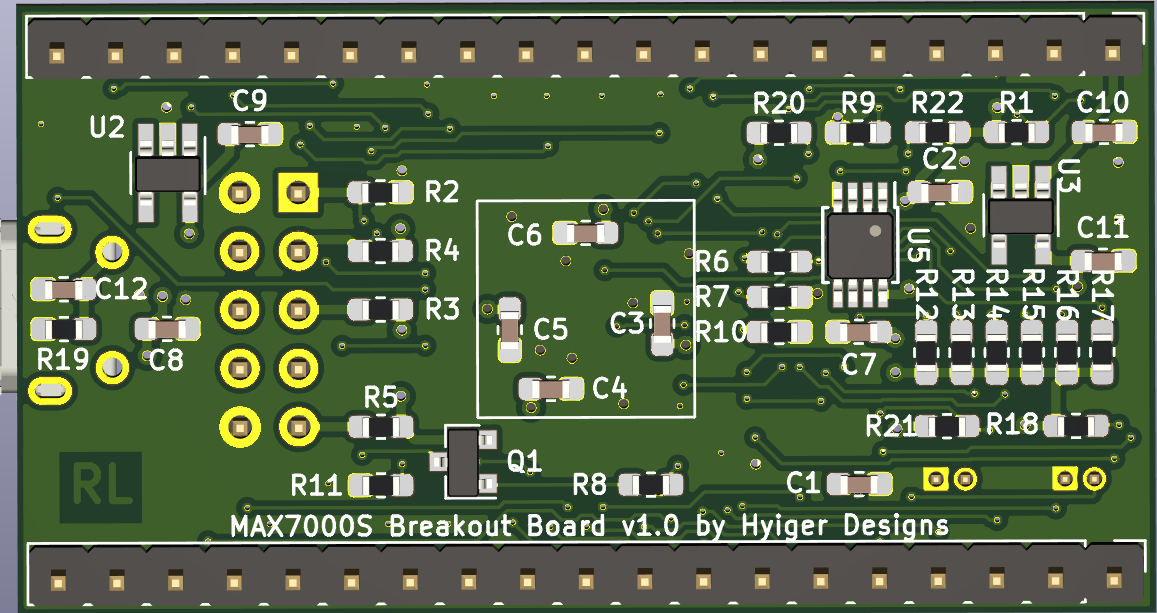 C9
U2
R20
R9
R22
R1
C10
C2
U3
R2
C6
R4
U5
C11
R6
C12
R7
R12
R13
R14
R15
R16
R17
R3
C5
C3
R10
R19
C8
C7
C4
R5
R21
R18
Q1
RL
R11
R8
C1
MAX7000S Breakout Board v1.0 by Hyiger Designs